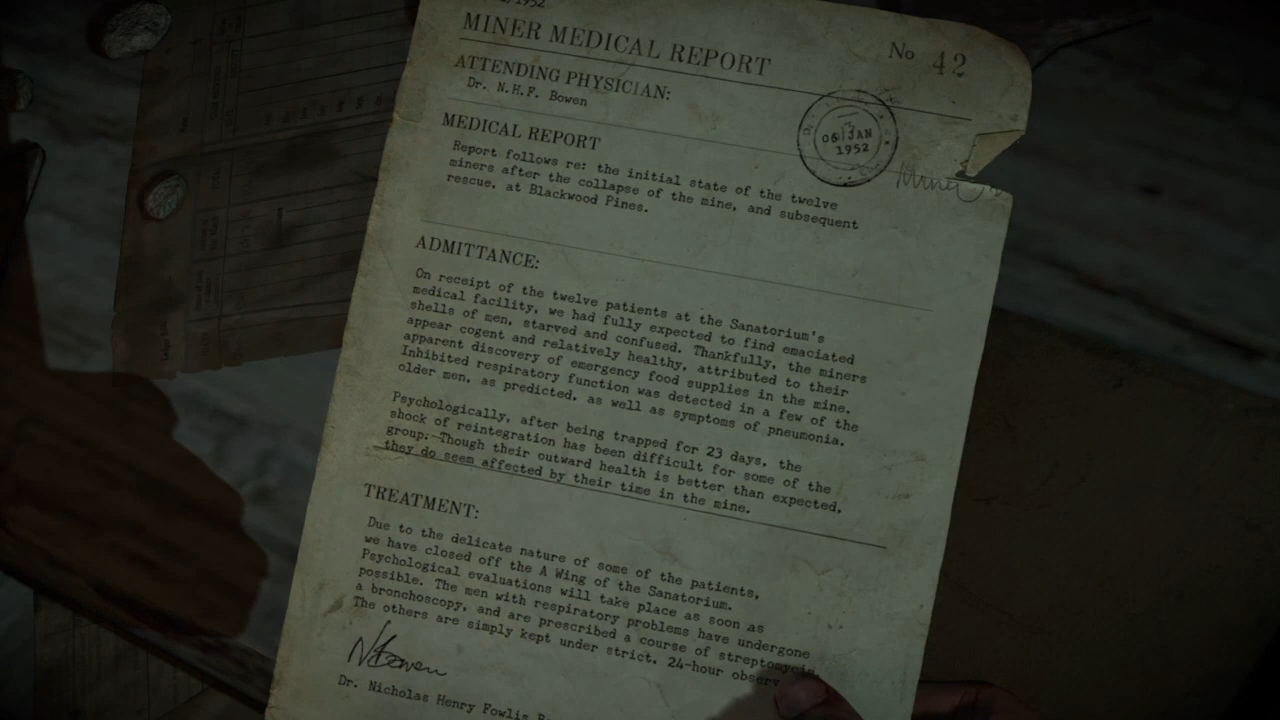 /1952
MINER MEDICAL REPORT
No 42
ATTENDING PHYSICIAN:
Dr. N.H.F. Bowen
06 JAN
1952
MEDICAL REPORT
Report follows re: the initial state of the twelve
miners after the collapse of the mine, and subsequent
rescue, at Blackwood Pines.
Miner
ADMITTANCE:
On receipt of the twelve patients at the Sanatorium's
medical facility, we had fully expected to find emaciated
shells of men, starved and confused. Thankfully, the miners
appear cogent and relatively healthy, attributed to their
apparent discovery of emergency food supplies in the mine.
Inhibited respiratory function was detected in a few of the
older men, as predicted, as well as symptoms of pneumonia.
Psychologically, after being trapped for 23 days, the
shock of reintegration has been difficult for some of the
group. Though their outward health is better than expected,
they do seem affected by their time in the mine.
TREATMENT:
Due to the delicate nature of some of the patients,
we have closed off the A Wing of the Sanatorium.
Psychological evaluations will take place as soon as
possible. The men with respiratory problems have undergone
a bronchoscopy, and are prescribed a course of streptomycin.
The others are simply kept under strict, 24-hour observ
NBowen
Dr. Nicholas Henry Fowlis B